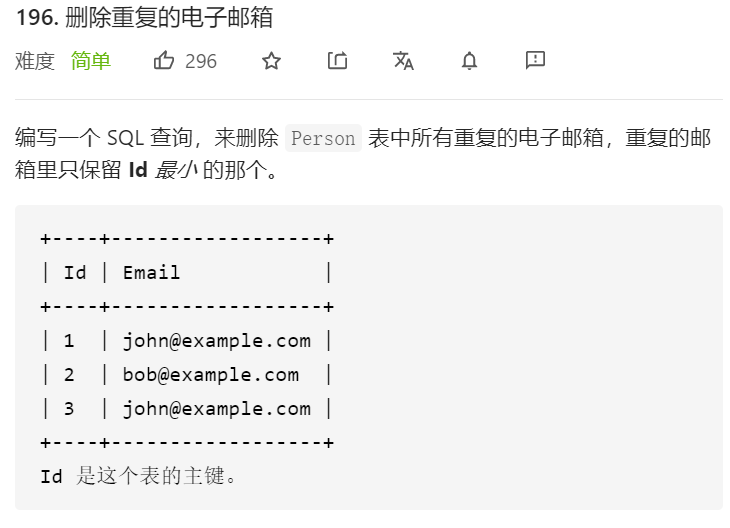 196. 删除重复的电子邮箱
难度 简单 296
编写一个 SQL 查询，来删除 Person 表中所有重复的电子邮箱，重复的邮
箱里只保留 Id 最小 的那个。
+----+------------------+
| Id | Email            |
+----+------------------+
| 1  | john@example.com |
| 2  | bob@example.com  |
| 3  | john@example.com |
+----+------------------+
Id 是这个表的主键。